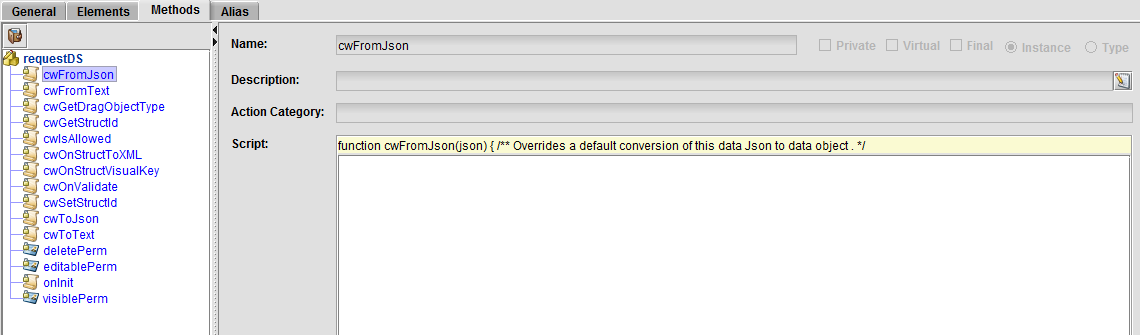 General Elements Methods Alias
requestDS
cwFromJson
cwFromText
cwGetDragObjectType
cwGetStructId
cwIsAllowed
cwOnStructToXML
cwOnStructVisualKey
cwOnValidate
cwSetStructId
cwToJson
cwToText
deletePerm
editablePerm
onInit
visiblePerm
Name: cwFromJson Private Virtual Final Instance Type
Description:
Action Category:
Script: function cwFromJson(json) { /** Overrides a default conversion of this data Json to data object . */